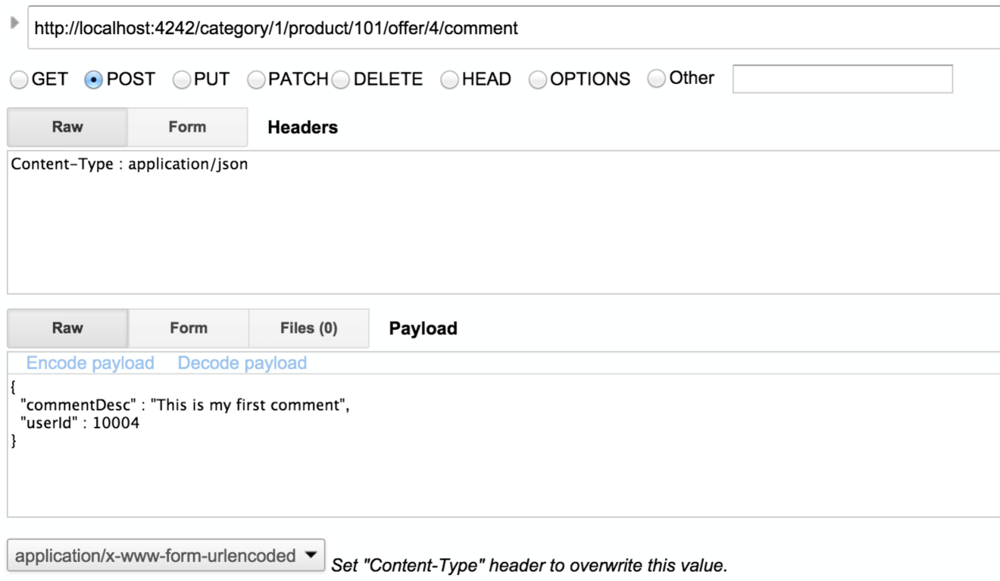 http://localhost:4242/category/1/product/101/offer/4/comment
GET POST PUT PATCH DELETE HEAD OPTIONS Other
Raw Form Headers
Content-Type : application/json
Raw Form Files (0) Payload
Encode payload Decode payload
{
"commentDesc" : "This is my first comment",
"userId" : 10004
}
application/x-www-form-urlencoded Set "Content-Type" header to overwrite this value.